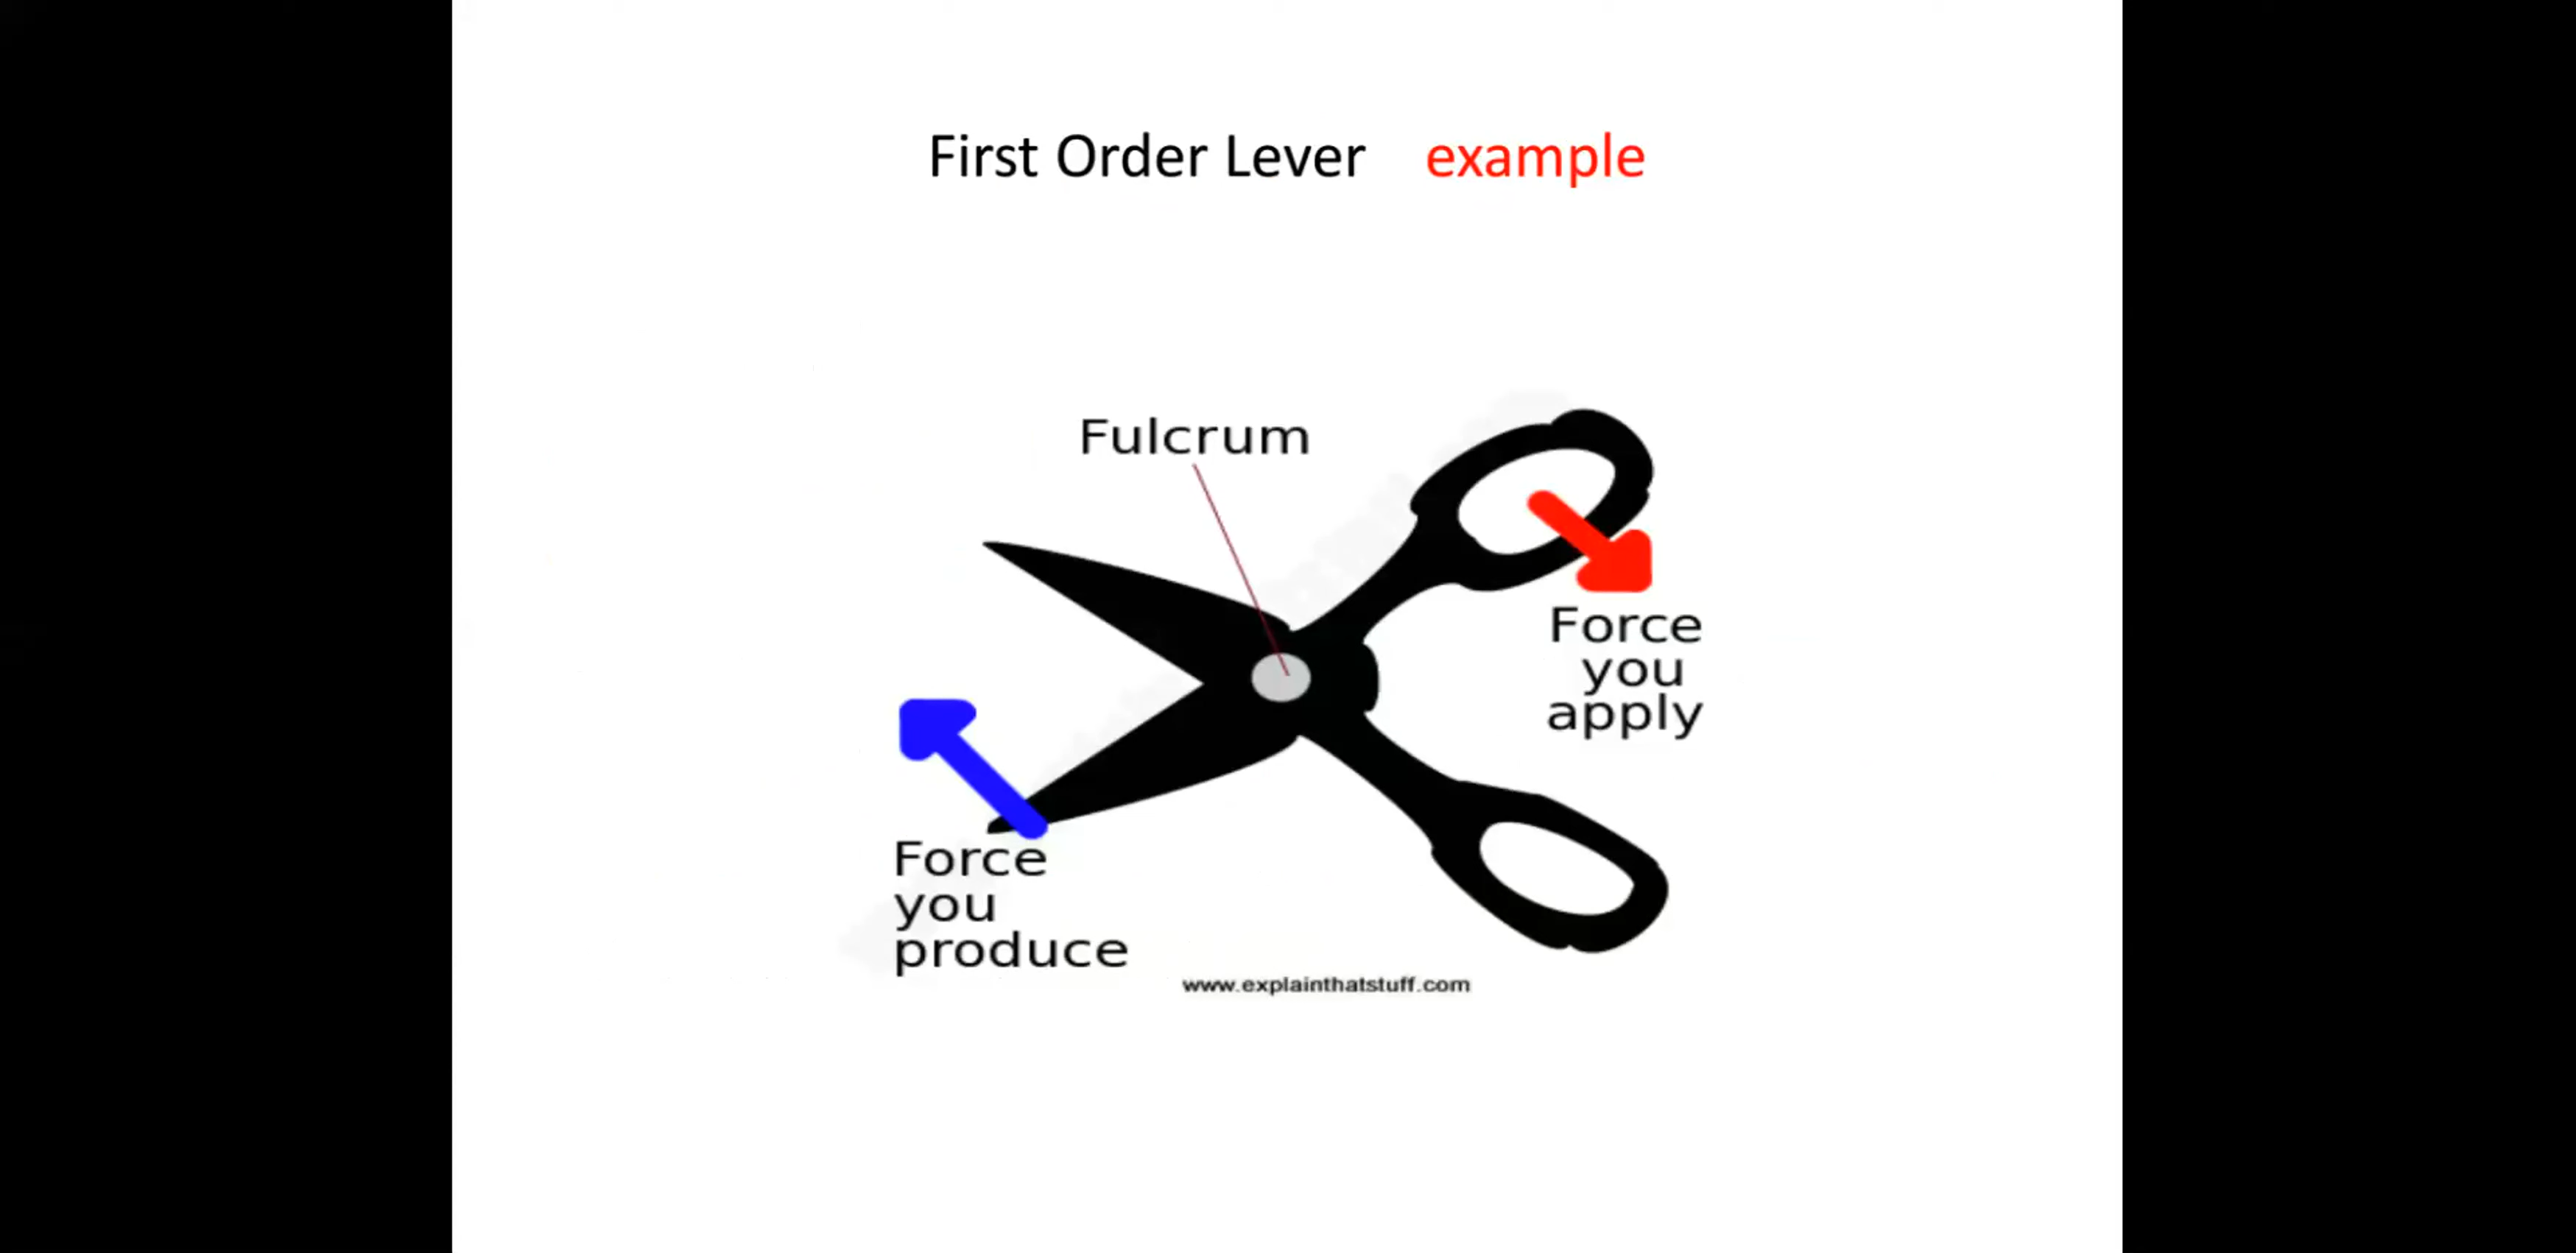 First Order Lever example
Fulcrum
Force
you
apply
Force
you
produce
www.explainthatstuff.com